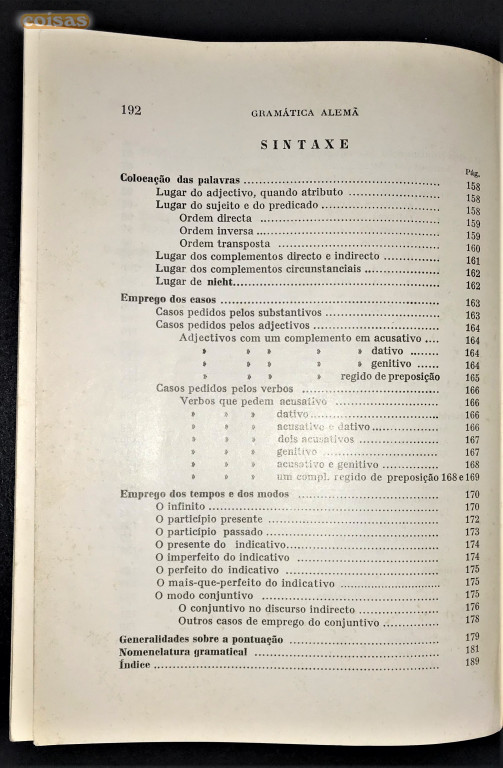 coisas
192 GRAMÁTICA ALEMÃ
SINTAXE
Pág.
Colocação das palavras ........ 158
Lugar do adjectivo, quando atributo ........ 158
Lugar do sujeito e do predicado ........ 158
Ordem directa ........ 159
Ordem inversa ........ 159
Ordem transposta ........ 160
Lugar dos complementos directo e indirecto ........ 161
Lugar dos complementos circunstanciais ........ 162
Lugar de nicht ........ 162
Emprego dos casos ........ 163
Casos pedidos pelos substantivos ........ 163
Casos pedidos pelos adjectivos ........ 164
Adjectivos com um complemento em acusativo .... 164
» » » » » dativo ........ 164
» » » » » genitivo ...... 164
» » » » regido de preposição 165
Casos pedidos pelos verbos ........ 166
Verbos que pedem acusativo ........ 166
» » » dativo ........ 166
» » » acusativo e dativo ........ 166
» » » dois acusativos ........ 167
» » » genitivo ........ 167
» » » acusativo e genitivo ........ 168
» » » um compl. regido de preposição 168 e 169
Emprego dos tempos e dos modos ........ 170
O infinito ........ 170
O particípio presente ........ 172
O particípio passado ........ 173
O presente do indicativo ........ 174
O imperfeito do indicativo ........ 174
O perfeito do indicativo ........ 175
O mais-que-perfeito do indicativo ........ 175
O modo conjuntivo ........ 175
O conjuntivo no discurso indirecto ........ 176
Outros casos de emprego do conjuntivo ........ 178
Generalidades sobre a pontuação ........ 179
Nomenclatura gramatical ........ 181
Índice ........ 189